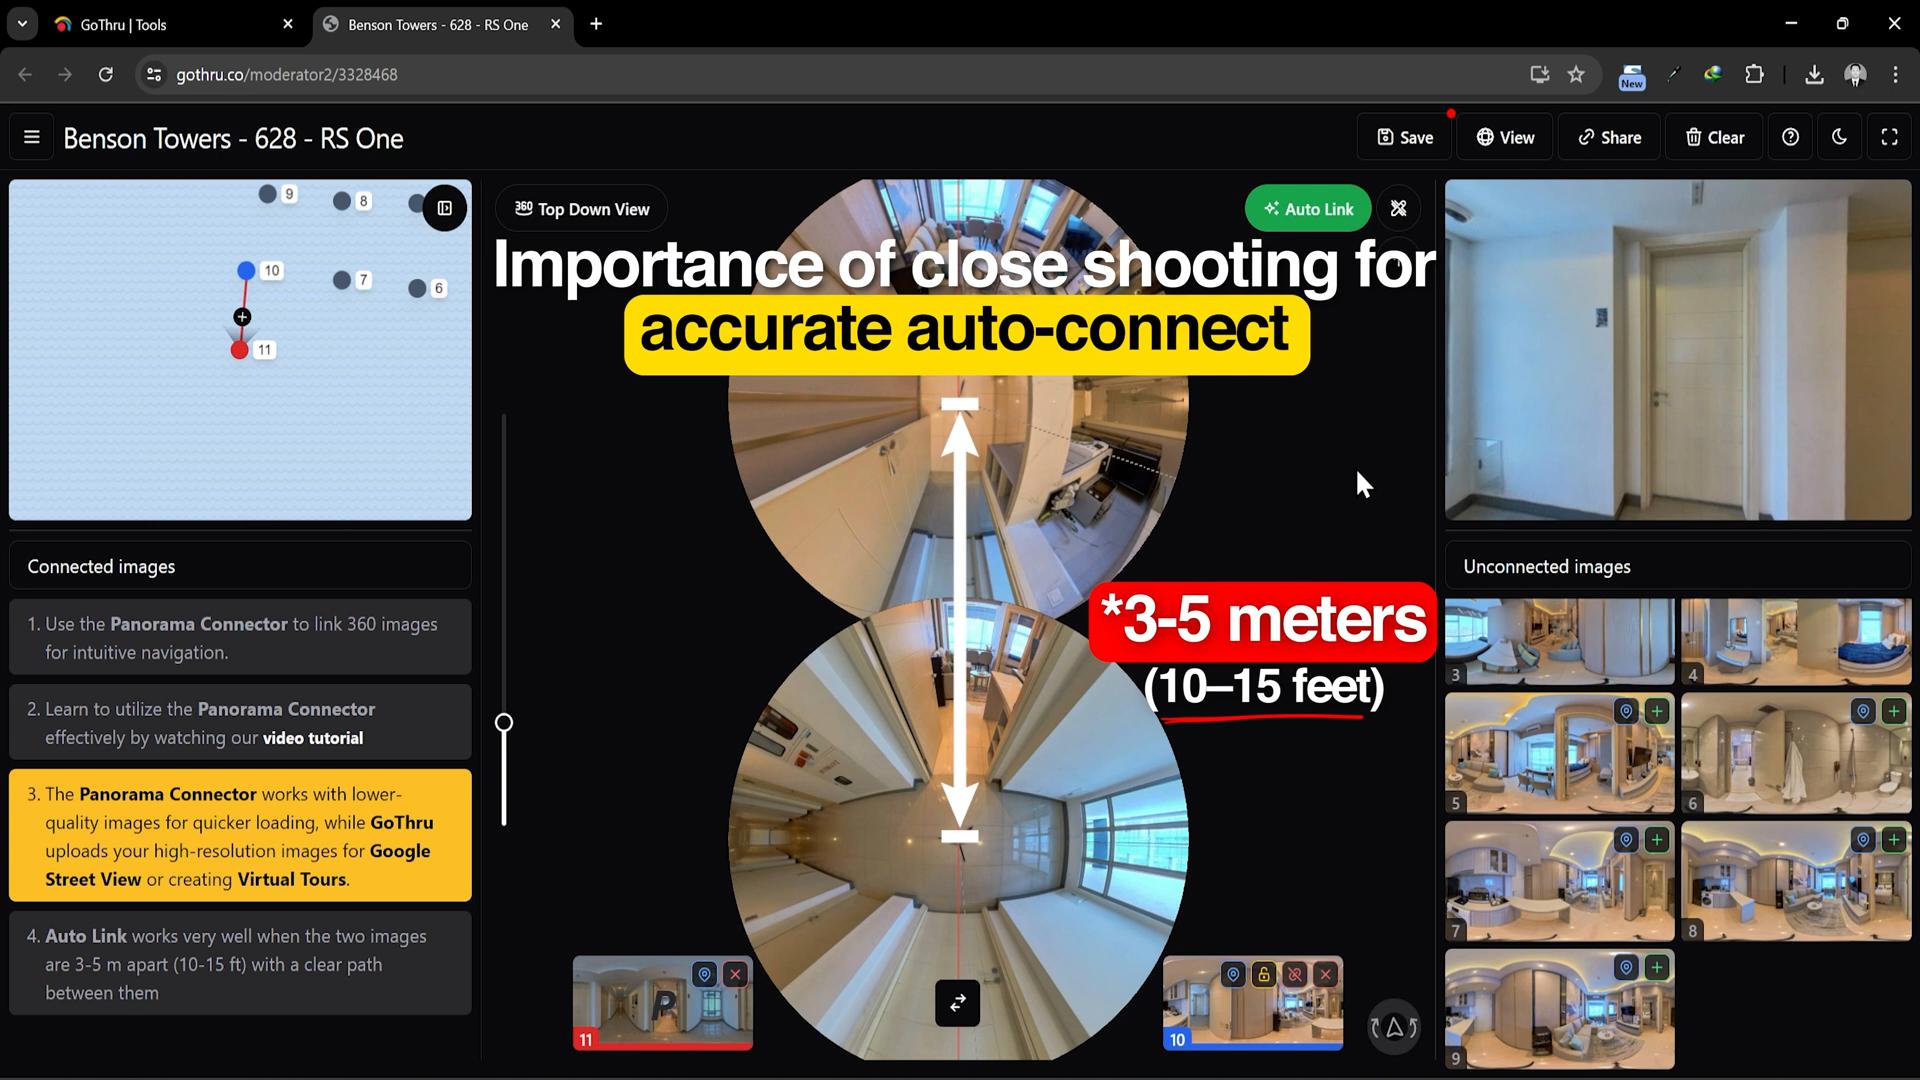 GoThru | Tools
Benson Towers - 628 - RS One
gothru.co/moderator2/3328468
New
Benson Towers - 628 - RS One
Save
View
Share
Clear
9
8
10
7
6
11
360 Top Down View
Auto Link
Importance of close shooting for
accurate auto-connect
*3-5 meters
(10–15 feet)
Connected images
1. Use the Panorama Connector to link 360 images
for intuitive navigation.
2. Learn to utilize the Panorama Connector
effectively by watching our video tutorial
3. The Panorama Connector works with lower-
quality images for quicker loading, while GoThru
uploads your high-resolution images for Google
Street View or creating Virtual Tours.
4. Auto Link works very well when the two images
are 3-5 m apart (10-15 ft) with a clear path
between them
P
11
10
Unconnected images
3
4
5
6
7
8
9